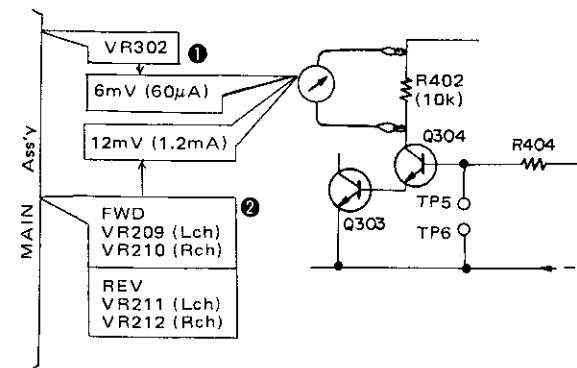 VR302
❶
6mV (60μA)
12mV (1.2mA)
MAIN Ass'y
❷
FWD
VR209 (Lch)
VR210 (Rch)
REV
VR211 (Lch)
VR212 (Rch)
R402
(10k)
Q304
R404
Q303
TP5
TP6